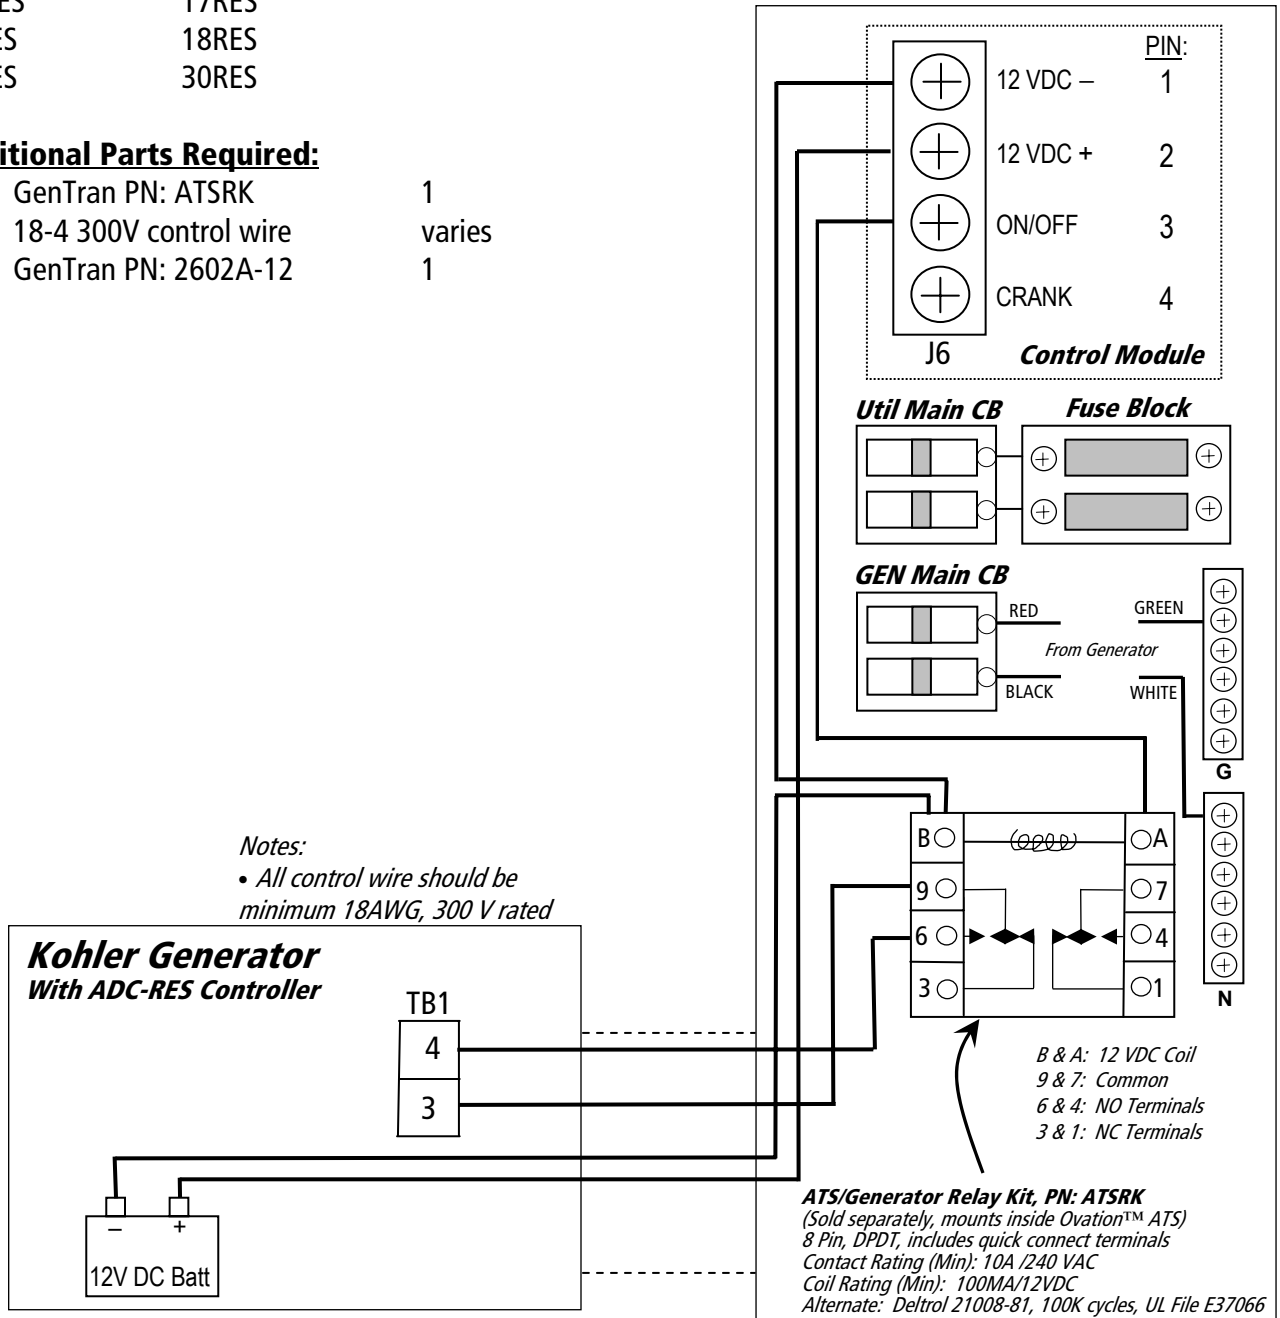 17RES
18RES
30RES
itional Parts Required:
GenTran PN: ATSRK 1
18-4 300V control wire varies
GenTran PN: 2602A-12 1
PIN:
12 VDC – 1
12 VDC + 2
ON/OFF 3
CRANK 4
J6 Control Module
Util Main CB Fuse Block
GEN Main CB
RED GREEN
From Generator
BLACK WHITE
G
B A
9 7
6 4
3 1
N
Notes:
• All control wire should be
minimum 18AWG, 300 V rated
Kohler Generator
With ADC-RES Controller
TB1
4
3
– +
12V DC Batt
B & A: 12 VDC Coil
9 & 7: Common
6 & 4: NO Terminals
3 & 1: NC Terminals
ATS/Generator Relay Kit, PN: ATSRK
(Sold separately, mounts inside Ovation™ ATS)
8 Pin, DPDT, includes quick connect terminals
Contact Rating (Min): 10A /240 VAC
Coil Rating (Min): 100MA/12VDC
Alternate: Deltrol 21008-81, 100K cycles, UL File E37066